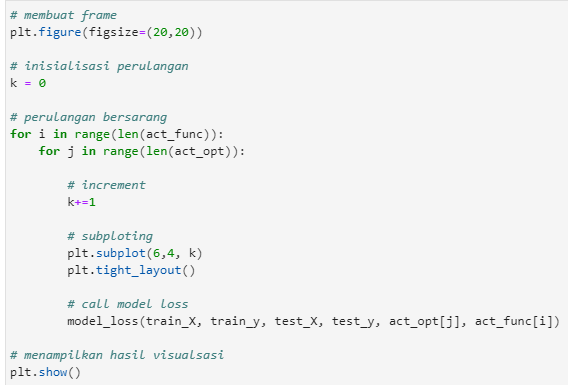 # membuat frame
plt.figure(figsize=(20,20))
# inisialisasi perulangan
k = 0
# perulangan bersarang
for i in range(len(act_func)):
    for j in range(len(act_opt)):
        # increment
        k+=1
        # subploting
        plt.subplot(6,4, k)
        plt.tight_layout()
        # call model loss
        model_loss(train_X, train_y, test_X, test_y, act_opt[j], act_func[i])
# menampilkan hasil visualsasi
plt.show()